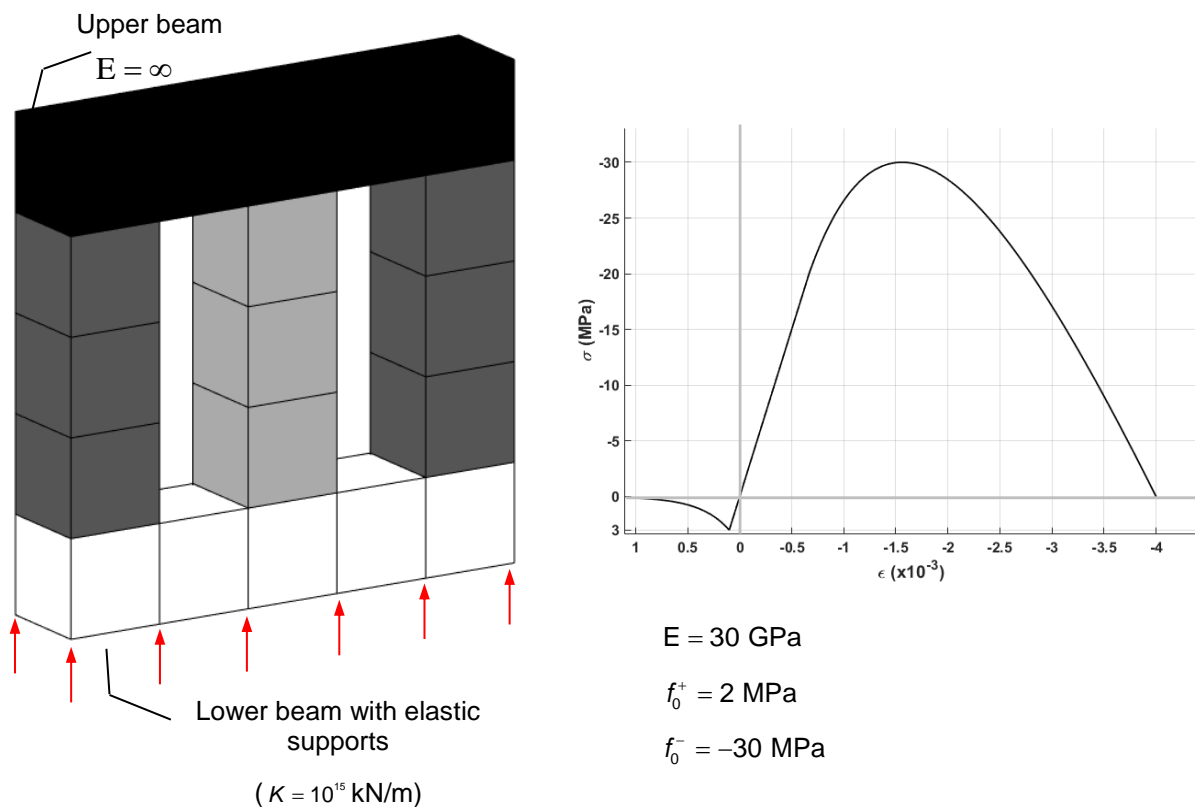 Upper beam
E = ∞
Lower beam with elastic
supports
( K = 10¹⁵ kN/m)
-30
-25
-20
-15
-10
-5
0
3
σ (MPa)
1 0.5 0 -0.5 -1 -1.5 -2 -2.5 -3 -3.5 -4
ϵ (x10⁻³)
E = 30 GPa
f₀⁺ = 2 MPa
f₀⁻ = −30 MPa